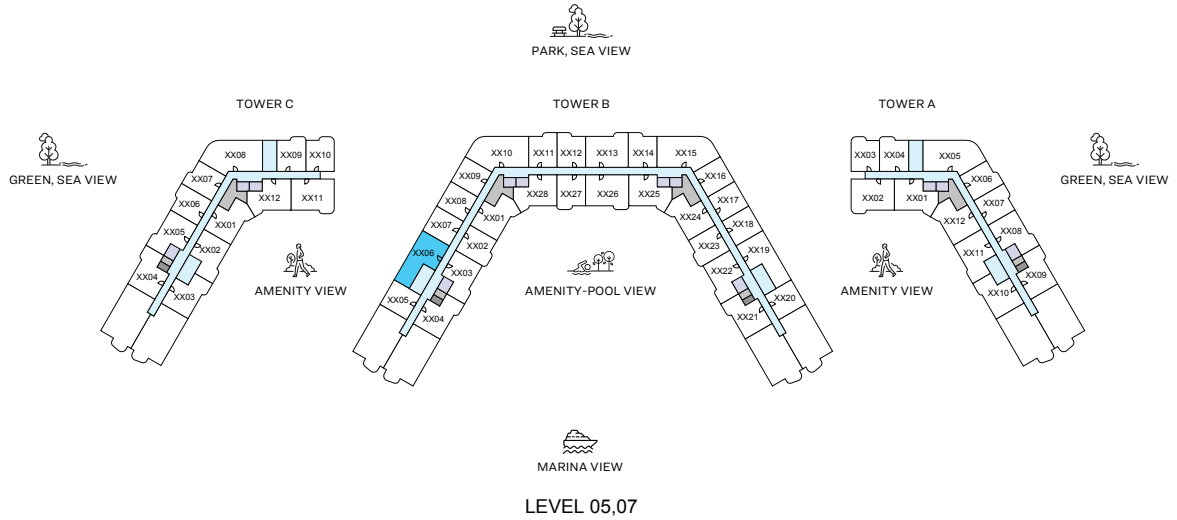 PARK, SEA VIEW
TOWER C
TOWER B
TOWER A
GREEN, SEA VIEW
GREEN, SEA VIEW
XX08
XX09
XX10
XX07
XX06
XX05
XX04
XX03
XX02
XX01
XX12
XX11
AMENITY VIEW
XX10
XX11
XX12
XX13
XX14
XX15
XX09
XX08
XX07
XX06
XX05
XX04
XX03
XX02
XX01
XX28
XX27
XX26
XX25
XX24
XX23
XX22
XX21
XX16
XX17
XX18
XX19
XX20
AMENITY-POOL VIEW
XX03
XX04
XX05
XX02
XX01
XX06
XX07
XX08
XX09
XX12
XX11
XX10
AMENITY VIEW
MARINA VIEW
LEVEL 05,07